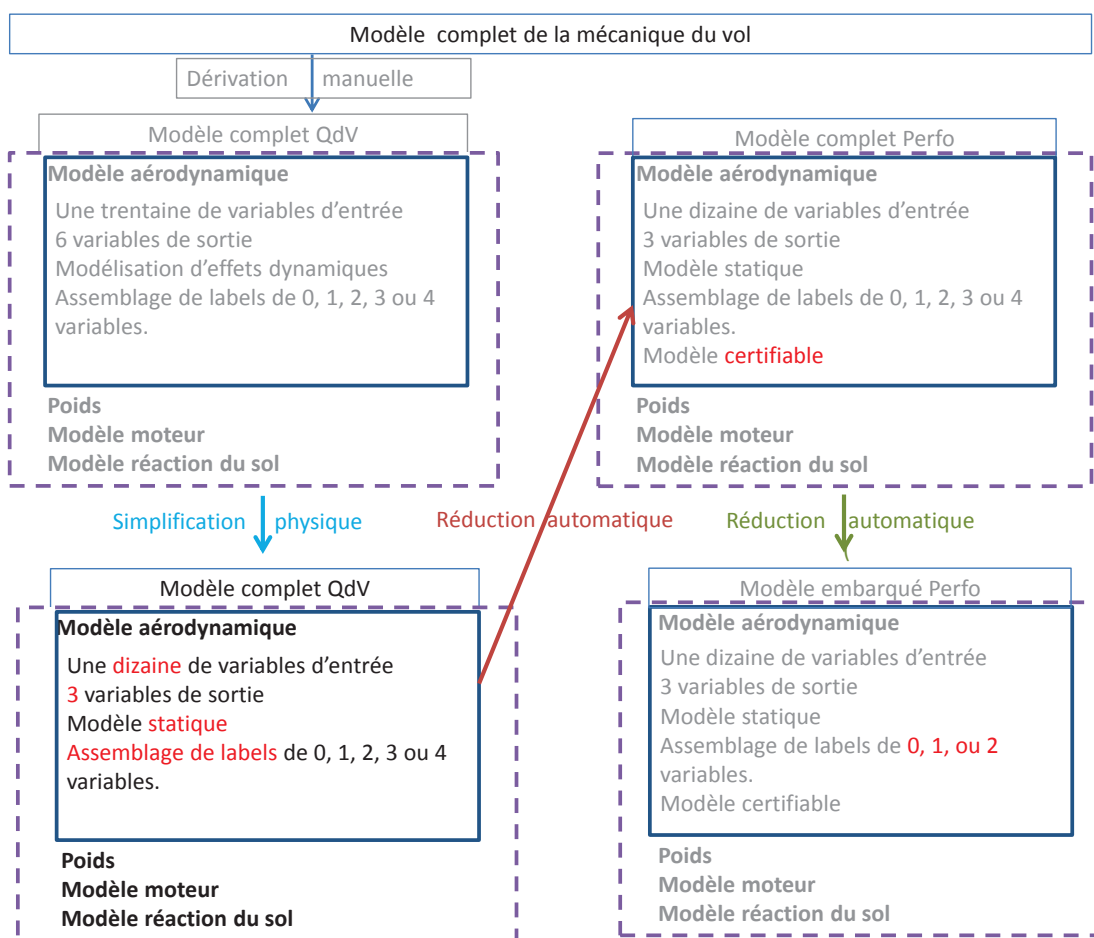 Modèle complet de la mécanique du vol
Dérivation manuelle
Modèle complet QdV
Modèle aérodynamique
Une trentaine de variables d'entrée
6 variables de sortie
Modélisation d'effets dynamiques
Assemblage de labels de 0, 1, 2, 3 ou 4
variables.
Poids
Modèle moteur
Modèle réaction du sol
Modèle complet Perfo
Modèle aérodynamique
Une dizaine de variables d'entrée
3 variables de sortie
Modèle statique
Assemblage de labels de 0, 1, 2, 3 ou 4
variables.
Modèle certifiable
Poids
Modèle moteur
Modèle réaction du sol
Simplification physique
Réduction automatique
Réduction automatique
Modèle complet QdV
Modèle aérodynamique
Une dizaine de variables d'entrée
3 variables de sortie
Modèle statique
Assemblage de labels de 0, 1, 2, 3 ou 4
variables.
Poids
Modèle moteur
Modèle réaction du sol
Modèle embarqué Perfo
Modèle aérodynamique
Une dizaine de variables d'entrée
3 variables de sortie
Modèle statique
Assemblage de labels de 0, 1, ou 2
variables.
Modèle certifiable
Poids
Modèle moteur
Modèle réaction du sol